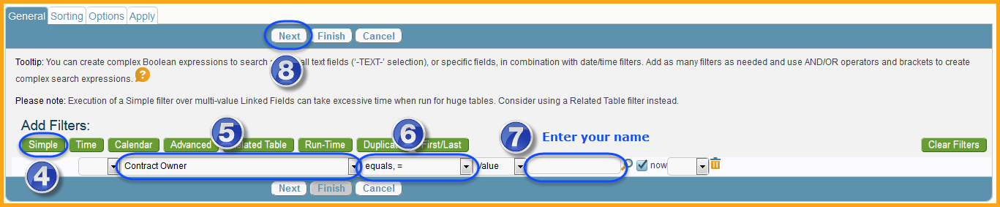 General Sorting Options Apply
Next Finish Cancel
8
Tooltip: You can create complex Boolean expressions to search all text fields ('-TEXT-' selection), or specific fields, in combination with date/time filters. Add as many filters as needed and use AND/OR operators and brackets to create
complex search expressions. ?
Please note: Execution of a Simple filter over multi-value Linked Fields can take excessive time when run for huge tables. Consider using a Related Table filter instead.
Add Filters:
5 6 7 Enter your name
Simple Time Calendar Advanced Related Table Run-Time Duplicate First/Last Clear Filters
4 Contract Owner equals, = Value now
Next Finish Cancel